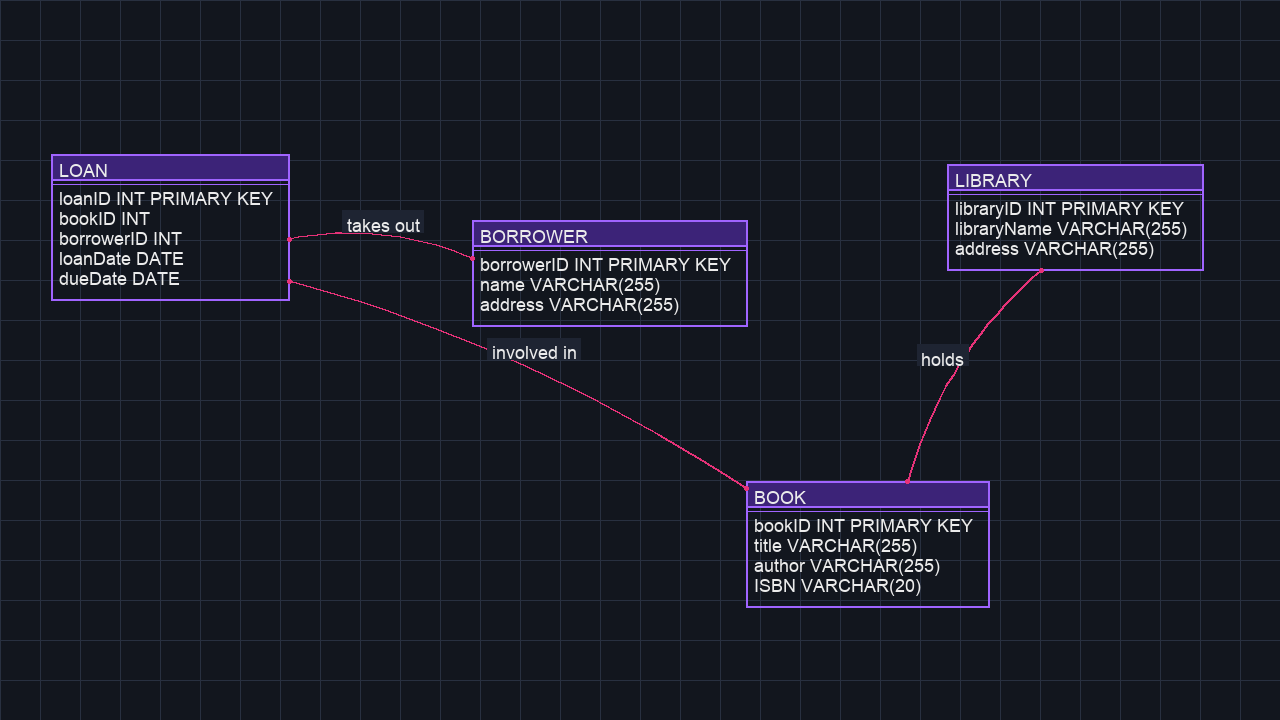 LOAN
loanID INT PRIMARY KEY
bookID INT
borrowerID INT
loanDate DATE
dueDate DATE
takes out
BORROWER
borrowerID INT PRIMARY KEY
name VARCHAR(255)
address VARCHAR(255)
LIBRARY
libraryID INT PRIMARY KEY
libraryName VARCHAR(255)
address VARCHAR(255)
involved in
holds
BOOK
bookID INT PRIMARY KEY
title VARCHAR(255)
author VARCHAR(255)
ISBN VARCHAR(20)